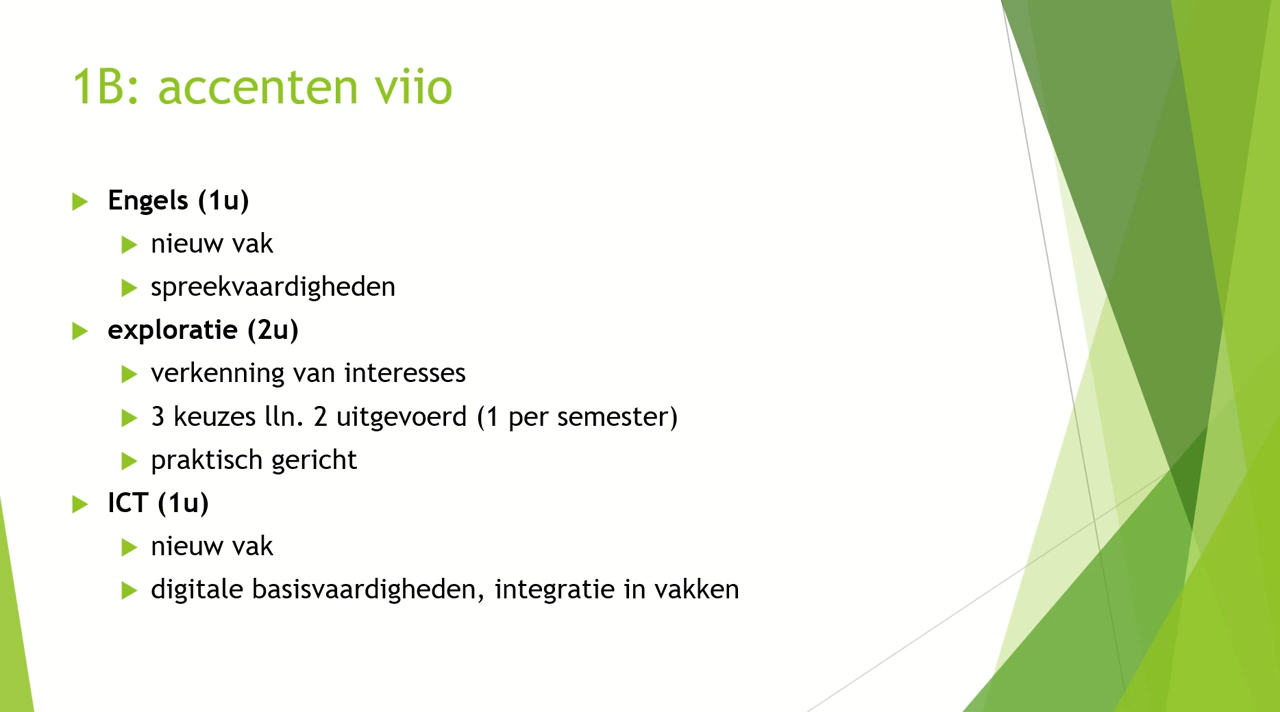 1B: accenten viio
Engels (1u)
nieuw vak
spreekvaardigheden
exploratie (2u)
verkenning van interesses
3 keuzes lln. 2 uitgevoerd (1 per semester)
praktisch gericht
ICT (1u)
nieuw vak
digitale basisvaardigheden, integratie in vakken